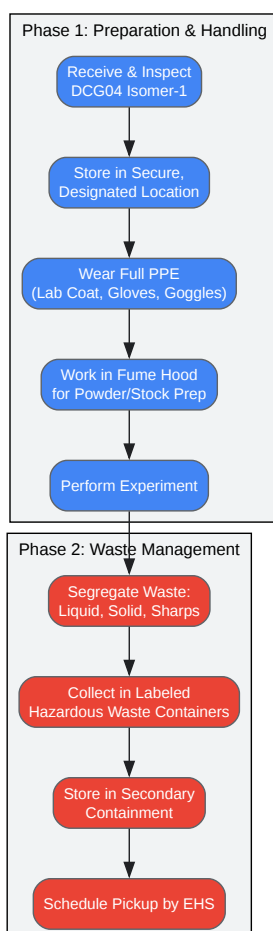 Phase 1: Preparation & Handling
Receive & Inspect
DCG04 Isomer-1
Store in Secure,
Designated Location
Wear Full PPE
(Lab Coat, Gloves, Goggles)
Work in Fume Hood
for Powder/Stock Prep
Perform Experiment
Phase 2: Waste Management
Segregate Waste:
Liquid, Solid, Sharps
Collect in Labeled
Hazardous Waste Containers
Store in Secondary
Containment
Schedule Pickup by EHS